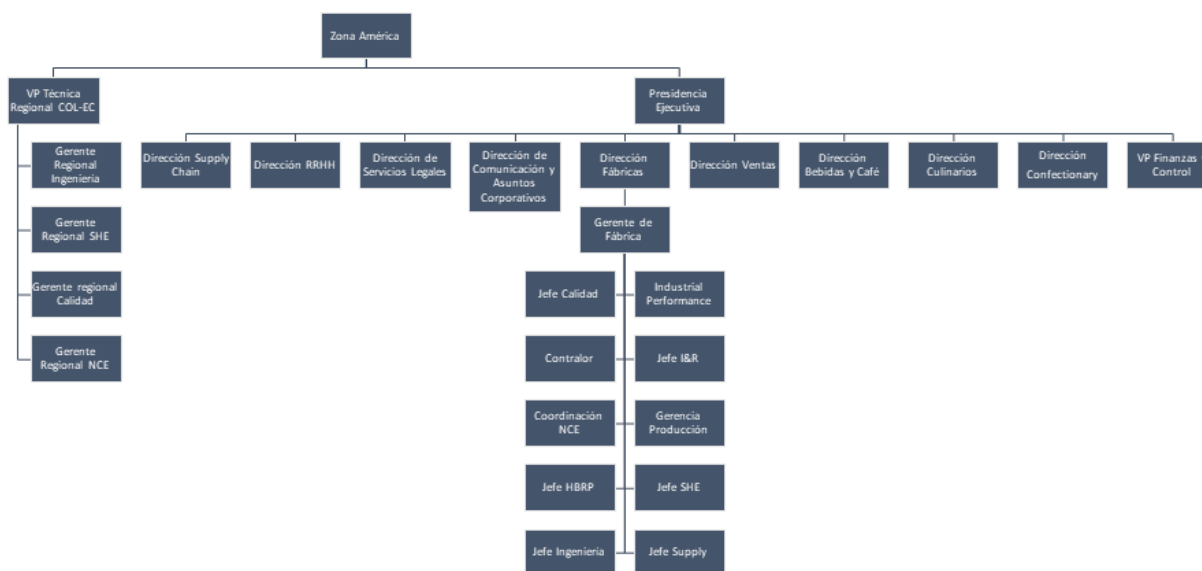 Zona América
VP Técnica
Regional COL-EC
Presidencia
Ejecutiva
Gerente
Regional
Ingenieria
Dirección Supply
Chain
Dirección RRHH
Dirección de
Servicios Legales
Dirección de
Comunicación y
Asuntos
Corporativos
Dirección
Fábricas
Dirección Ventas
Dirección
Bebidas y Café
Dirección
Culinarios
Dirección
Confectionary
VP Finanzas
Control
Gerente
Regional SHE
Gerente de
Fábrica
Gerente regional
Calidad
Jefe Calidad
Industrial
Performance
Gerente
Regional NCE
Contralor
Jefe I&R
Coordinación
NCE
Gerencia
Producción
Jefe HBRP
Jefe SHE
Jefe Ingeniería
Jefe Supply